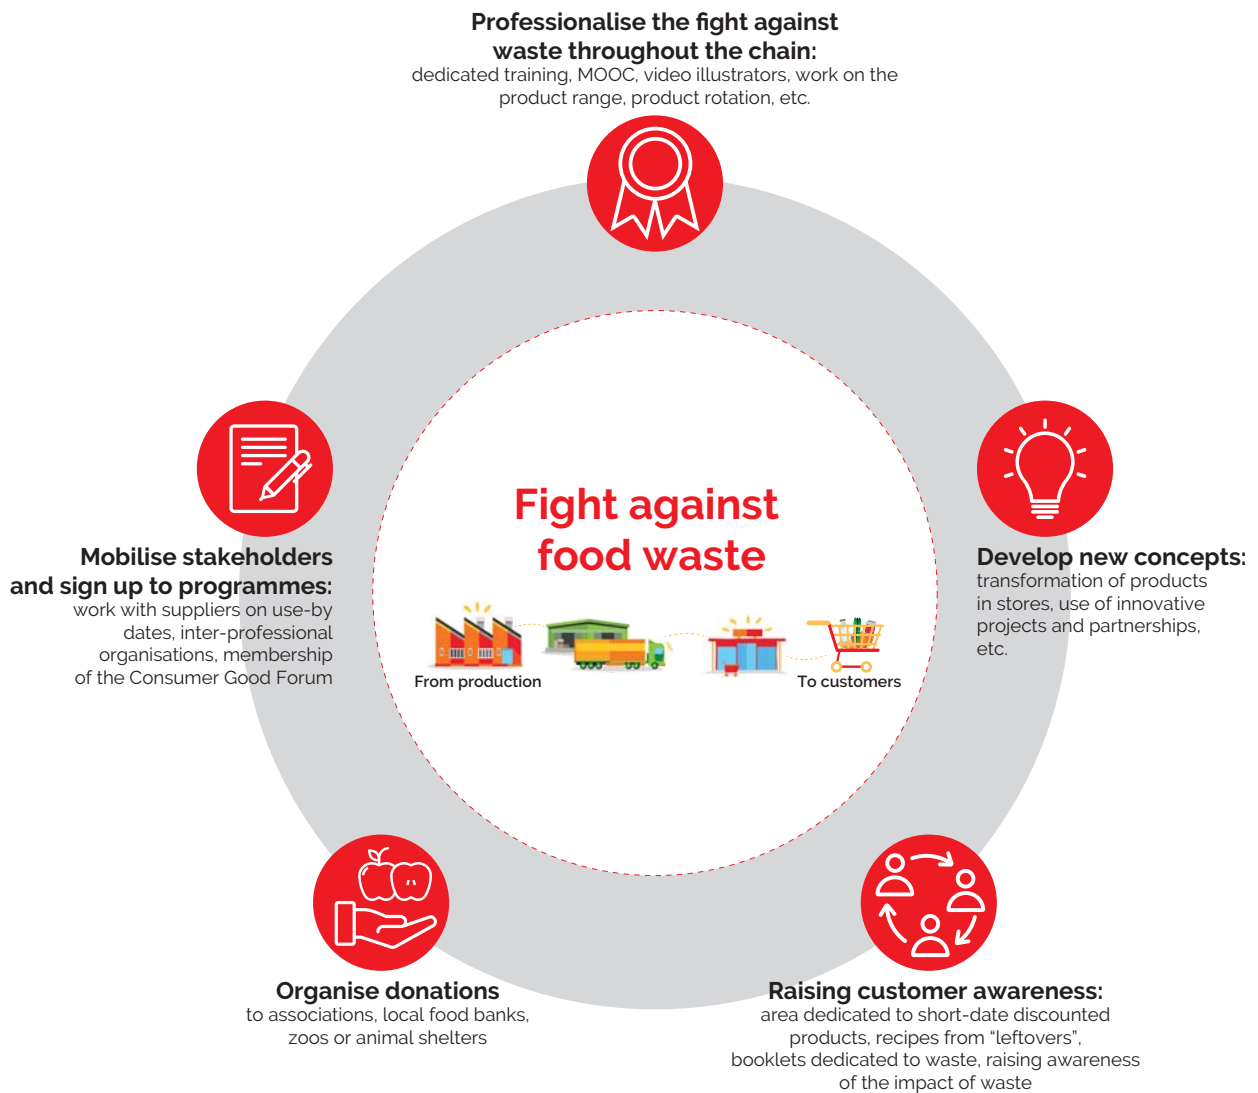 Professionalise the fight against
waste throughout the chain:
dedicated training, MOOC, video illustrators, work on the
product range, product rotation, etc.
Develop new concepts:
transformation of products
in stores, use of innovative
projects and partnerships,
etc.
Raising customer awareness:
area dedicated to short-date discounted
products, recipes from “leftovers”,
booklets dedicated to waste, raising awareness
of the impact of waste
Organise donations
to associations, local food banks,
zoos or animal shelters
Mobilise stakeholders
and sign up to programmes:
work with suppliers on use-by
dates, inter-professional
organisations, membership
of the Consumer Good Forum
Fight against
food waste
From production
To customers